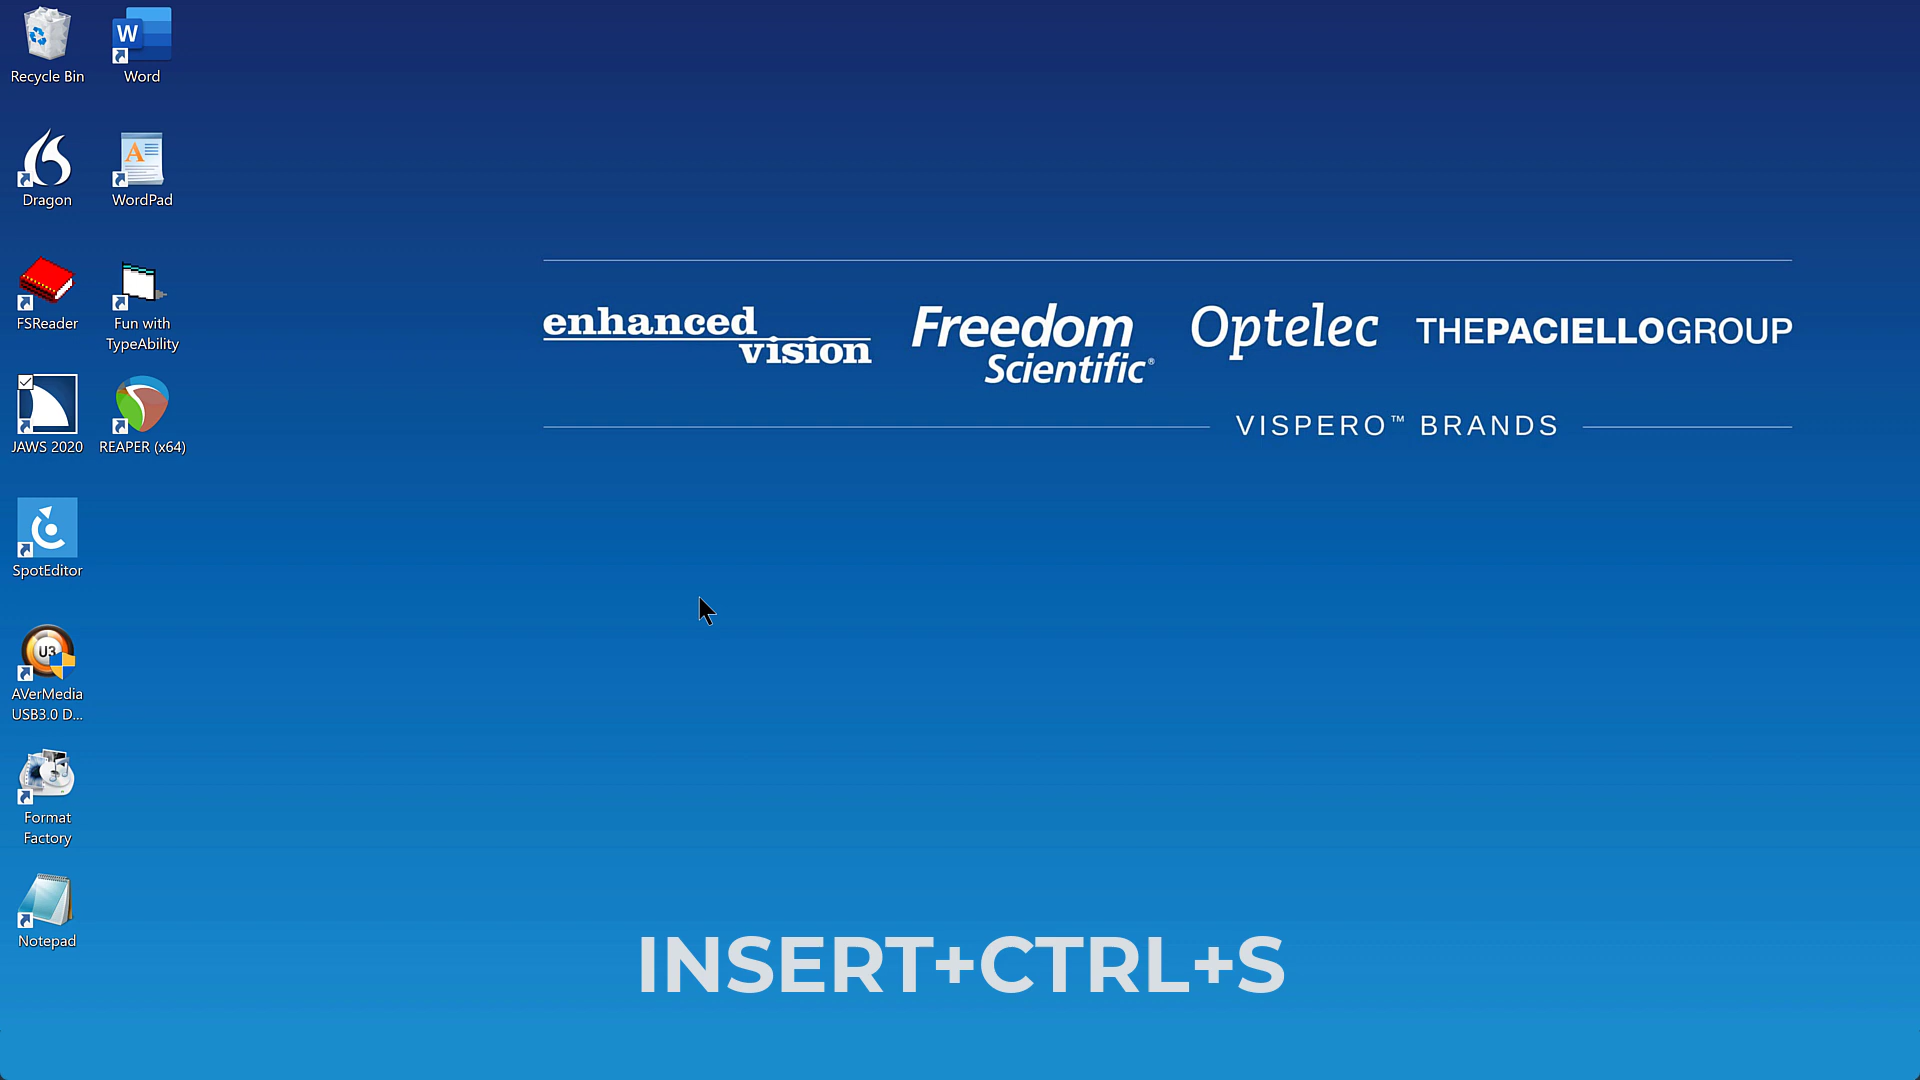 Recycle Bin
Word
W
Dragon
WordPad
A
FSReader
Fun with
TypeAbility
JAWS 2020
REAPER (x64)
SpotEditor
U3
AVerMedia
USB3.0 D...
Format
Factory
Notepad
enhanced
vision
Freedom
Scientific®
Optelec
THEPACIELLOGROUP
VISPERO™ BRANDS
INSERT+CTRL+S